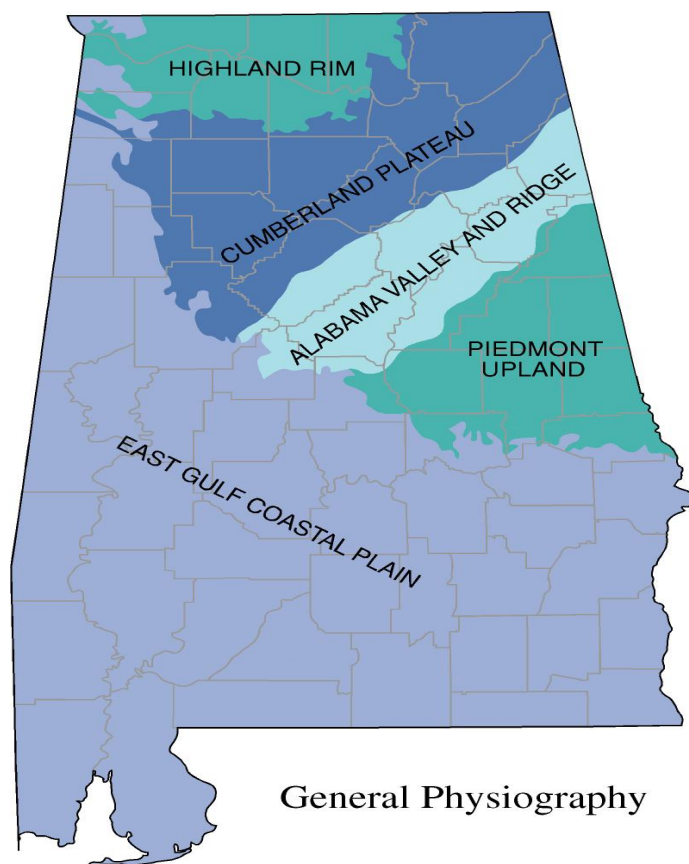 HIGHLAND RIM
CUMBERLAND PLATEAU
ALABAMA VALLEY AND RIDGE
PIEDMONT
UPLAND
EAST GULF COASTAL PLAIN
General Physiography